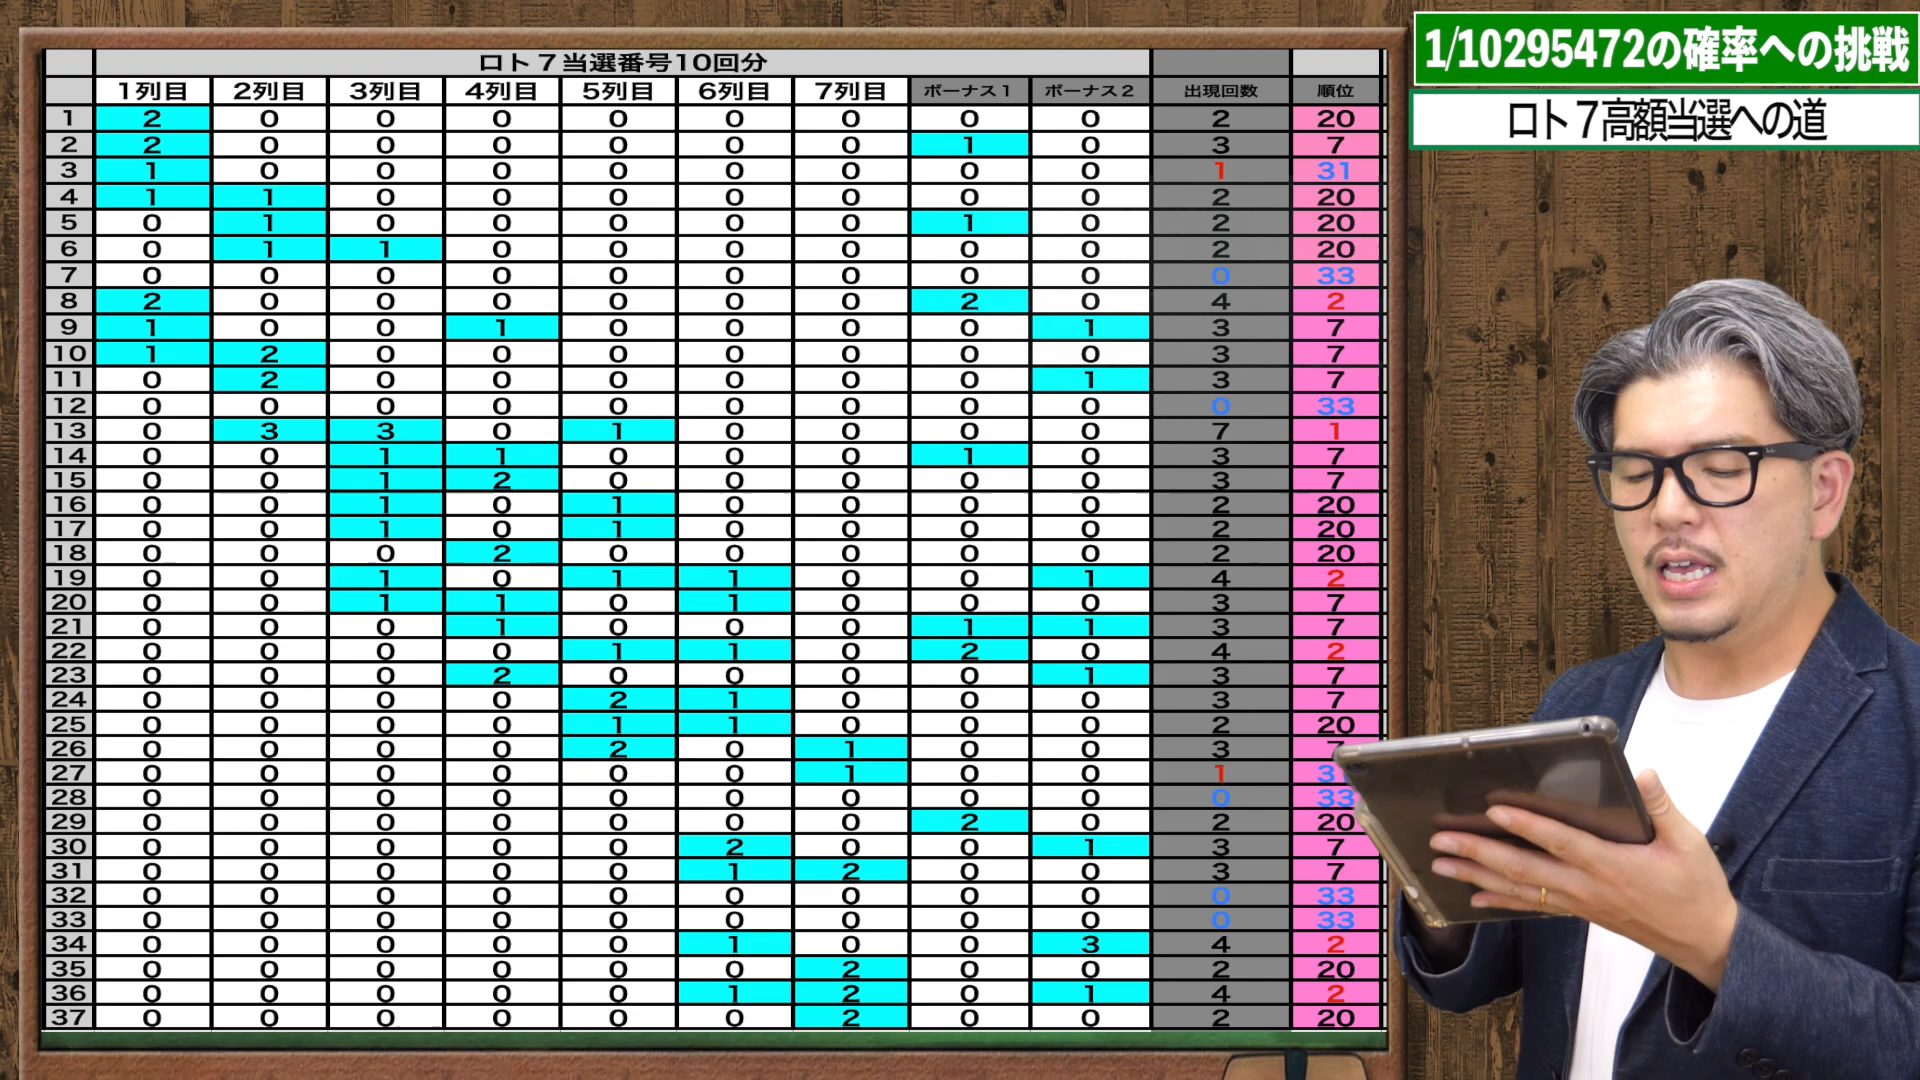 1/10295472の確率への挑戦
ロト７高額当選への道
ロト７当選番号10回分
1列目 2列目 3列目 4列目 5列目 6列目 7列目 ボーナス1 ボーナス2 出現回数 順位
1 2 0 0 0 0 0 0 0 0 2 20
2 2 0 0 0 0 0 0 1 0 3 7
3 1 0 0 0 0 0 0 0 0 1 31
4 1 1 0 0 0 0 0 0 0 2 20
5 0 1 0 0 0 0 0 1 0 2 20
6 0 1 1 0 0 0 0 0 0 2 20
7 0 0 0 0 0 0 0 0 0 0 33
8 2 0 0 0 0 0 0 2 0 4 2
9 1 0 0 1 0 0 0 0 1 3 7
10 1 2 0 0 0 0 0 0 0 3 7
11 0 2 0 0 0 0 0 0 1 3 7
12 0 0 0 0 0 0 0 0 0 0 33
13 0 3 3 0 1 0 0 0 0 7 1
14 0 0 1 1 0 0 0 1 0 3 7
15 0 0 1 2 0 0 0 0 0 3 7
16 0 0 1 0 1 0 0 0 0 2 20
17 0 0 1 0 1 0 0 0 0 2 20
18 0 0 0 2 0 0 0 0 0 2 20
19 0 0 1 0 1 1 0 0 1 4 2
20 0 0 1 1 0 1 0 0 0 3 7
21 0 0 0 1 0 0 0 1 1 3 7
22 0 0 0 0 1 1 0 2 0 4 2
23 0 0 0 2 0 0 0 0 1 3 7
24 0 0 0 0 2 1 0 0 0 3 7
25 0 0 0 0 1 1 0 0 0 2 20
26 0 0 0 0 2 0 1 0 0 3 7
27 0 0 0 0 0 0 1 0 0 1 31
28 0 0 0 0 0 0 0 0 0 0 33
29 0 0 0 0 0 0 0 2 0 2 20
30 0 0 0 0 0 2 0 0 1 3 7
31 0 0 0 0 0 1 2 0 0 3 7
32 0 0 0 0 0 0 0 0 0 0 33
33 0 0 0 0 0 0 0 0 0 0 33
34 0 0 0 0 0 1 0 0 3 4 2
35 0 0 0 0 0 0 2 0 0 2 20
36 0 0 0 0 0 1 2 0 1 4 2
37 0 0 0 0 0 0 2 0 0 2 20